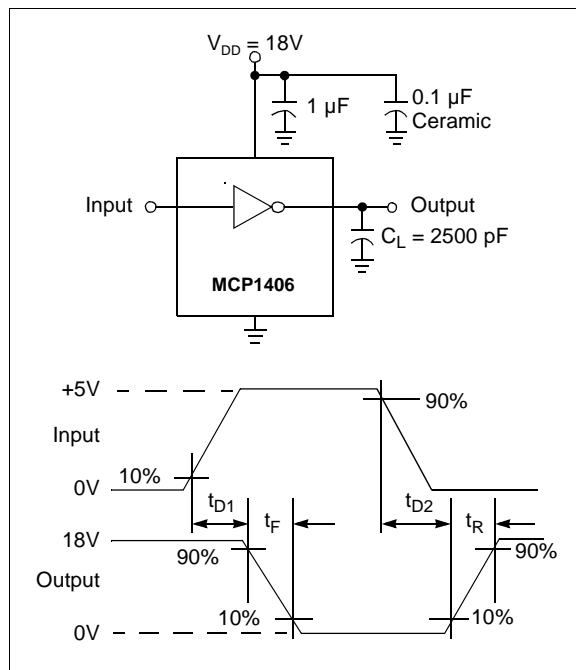 V_DD = 18V
1 µF
0.1 µF
Ceramic
Input
Output
C_L = 2500 pF
MCP1406
+5V
90%
Input
10%
0V
t_D1
t_F
t_D2
t_R
18V
90%
90%
Output
10%
10%
0V